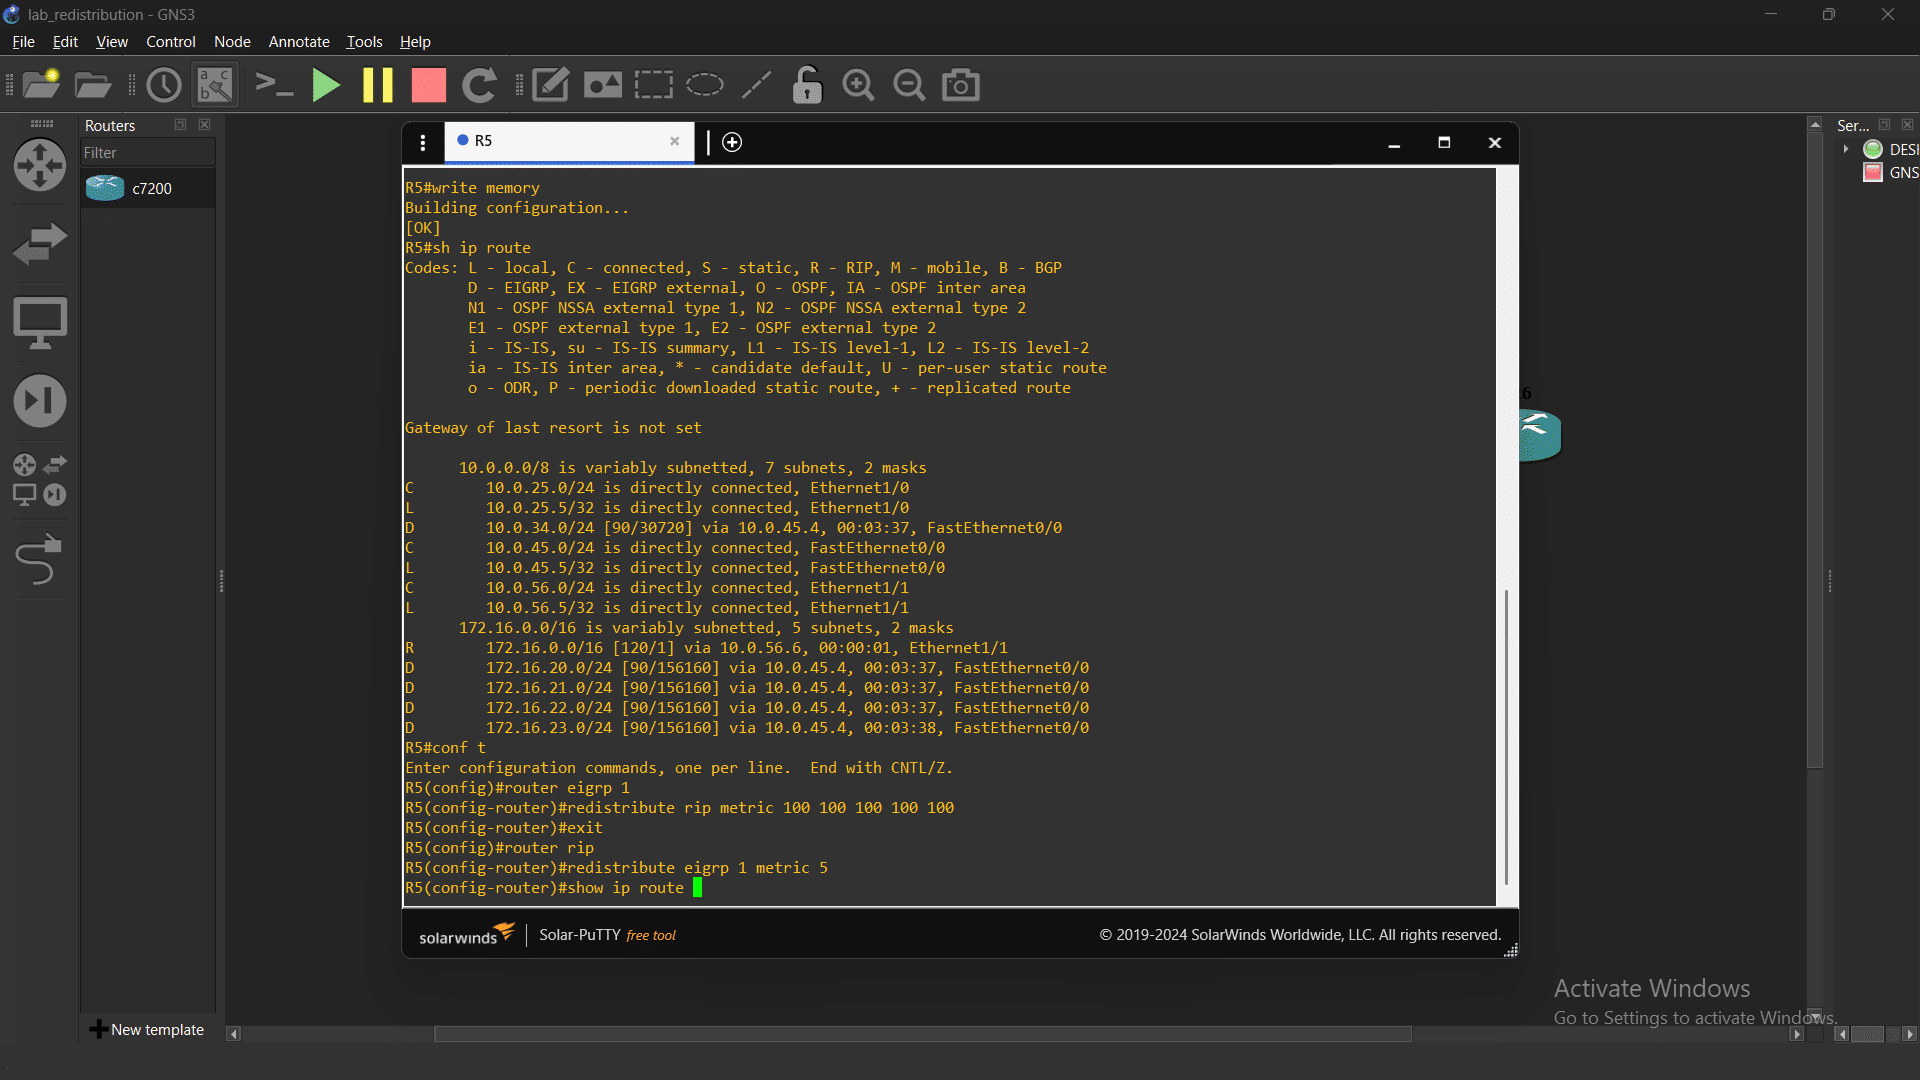 lab_redistribution - GNS3
File Edit View Control Node Annotate Tools Help
Routers
Filter
c7200
New template
R5
R5#write memory
Building configuration...
[OK]
R5#sh ip route
Codes: L - local, C - connected, S - static, R - RIP, M - mobile, B - BGP
D - EIGRP, EX - EIGRP external, O - OSPF, IA - OSPF inter area
N1 - OSPF NSSA external type 1, N2 - OSPF NSSA external type 2
E1 - OSPF external type 1, E2 - OSPF external type 2
i - IS-IS, su - IS-IS summary, L1 - IS-IS level-1, L2 - IS-IS level-2
ia - IS-IS inter area, * - candidate default, U - per-user static route
o - ODR, P - periodic downloaded static route, + - replicated route
Gateway of last resort is not set
10.0.0.0/8 is variably subnetted, 7 subnets, 2 masks
C 10.0.25.0/24 is directly connected, Ethernet1/0
L 10.0.25.5/32 is directly connected, Ethernet1/0
D 10.0.34.0/24 [90/30720] via 10.0.45.4, 00:03:37, FastEthernet0/0
C 10.0.45.0/24 is directly connected, FastEthernet0/0
L 10.0.45.5/32 is directly connected, FastEthernet0/0
C 10.0.56.0/24 is directly connected, Ethernet1/1
L 10.0.56.5/32 is directly connected, Ethernet1/1
172.16.0.0/16 is variably subnetted, 5 subnets, 2 masks
R 172.16.0.0/16 [120/1] via 10.0.56.6, 00:00:01, Ethernet1/1
D 172.16.20.0/24 [90/156160] via 10.0.45.4, 00:03:37, FastEthernet0/0
D 172.16.21.0/24 [90/156160] via 10.0.45.4, 00:03:37, FastEthernet0/0
D 172.16.22.0/24 [90/156160] via 10.0.45.4, 00:03:37, FastEthernet0/0
D 172.16.23.0/24 [90/156160] via 10.0.45.4, 00:03:38, FastEthernet0/0
R5#conf t
Enter configuration commands, one per line. End with CNTL/Z.
R5(config)#router eigrp 1
R5(config-router)#redistribute rip metric 100 100 100 100 100
R5(config-router)#exit
R5(config)#router rip
R5(config-router)#redistribute eigrp 1 metric 5
R5(config-router)#show ip route
solarwinds Solar-PuTTY free tool
© 2019-2024 SolarWinds Worldwide, LLC. All rights reserved.
Ser...
DESI
GNS
Activate Windows
Go to Settings to activate Windows.